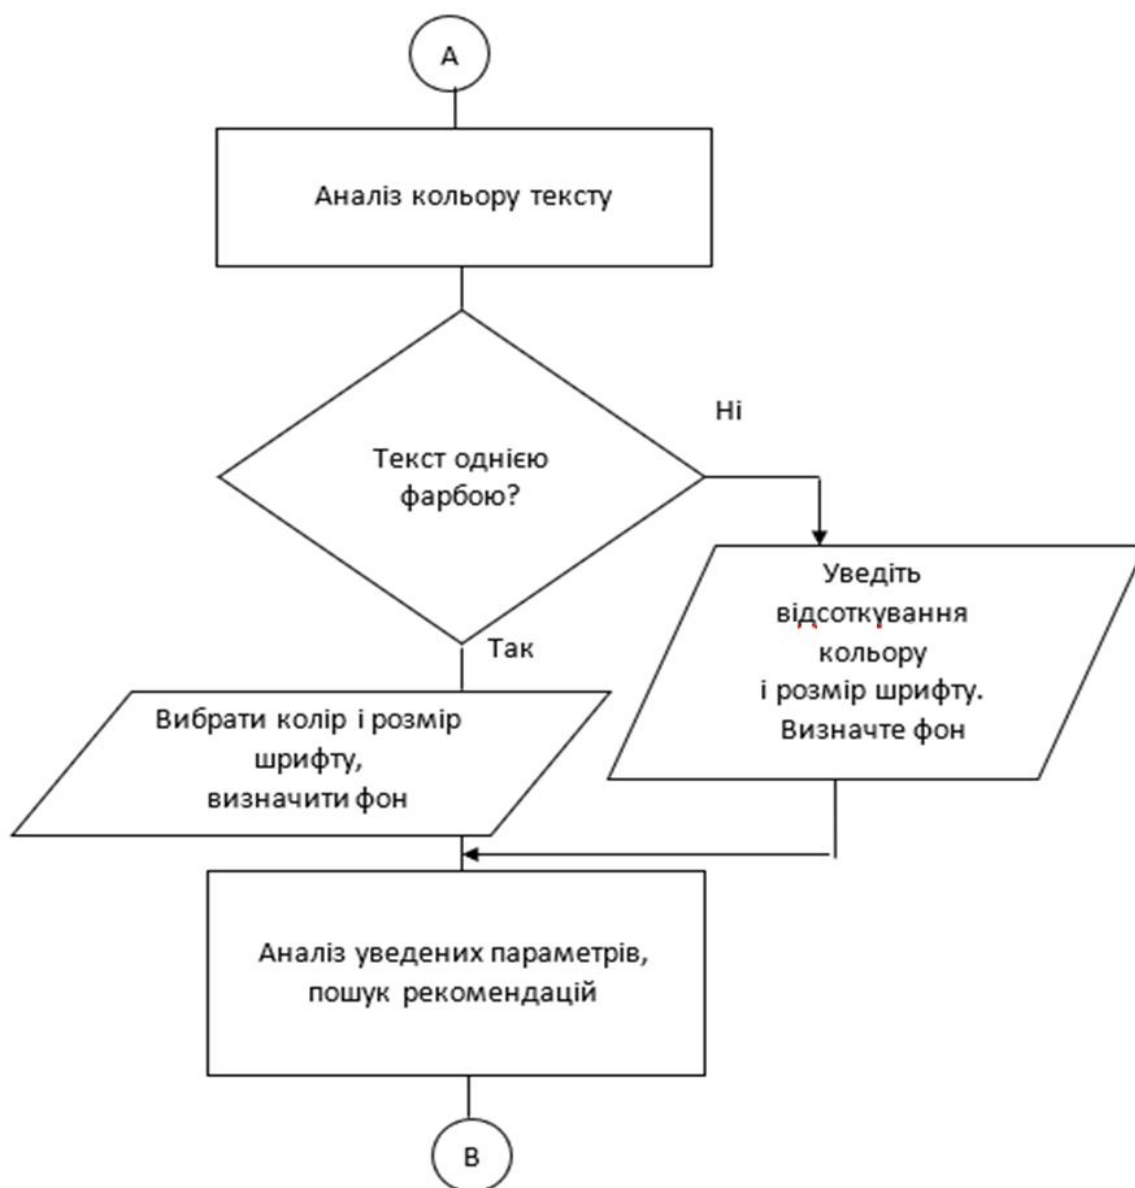 А
Аналіз кольору тексту
Ні
Текст однією
фарбою?
Уведіть
відсоткування
кольору
і розмір шрифту.
Визначте фон
Так
Вибрати колір і розмір
шрифту,
визначити фон
Аналіз уведених параметрів,
пошук рекомендацій
В